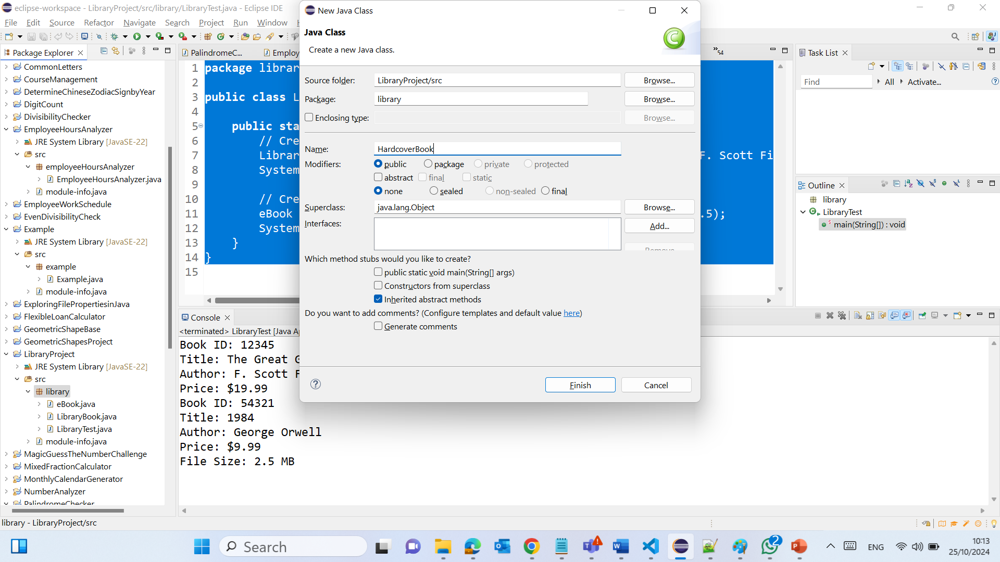 eclipse-workspace - LibraryProject/src/library/LibraryTest.java - Eclipse IDE
File Edit Source Refactor Navigate Search Project Run Window
Package Explorer
CommonLetters
CourseManagement
DetermineChineseZodiacSignbyYear
DigitCount
DivisibilityChecker
EmployeeHoursAnalyzer
JRE System Library [JavaSE-22]
src
employeeHoursAnalyzer
EmployeeHoursAnalyzer.java
module-info.java
EmployeeWorkSchedule
EvenDivisibilityCheck
Example
JRE System Library [JavaSE-22]
src
example
Example.java
module-info.java
ExploringFilePropertiesinJava
FlexibleLoanCalculator
GeometricShapeBase
GeometricShapesProject
LibraryProject
JRE System Library [JavaSE-22]
src
library
eBook.java
LibraryBook.java
LibraryTest.java
module-info.java
MagicGuessTheNumberChallenge
MixedFractionCalculator
MonthlyCalendarGenerator
NumberAnalyzer
PalindromeChecker
PalindromeC... Employ
54
1 package librar
2
3 public class L
4
5 public sta
6 // Cre
7 Librar F. Scott Fi
8 System
9
10 // Cre
11 eBook .5);
12 System
13 }
14 }
15
New Java Class
Java Class
Create a new Java class.
Source folder: LibraryProject/src Browse...
Package: library Browse...
Enclosing type: Browse...
Name: HardcoverBook
Modifiers: public package private protected
abstract final static
none sealed non-sealed final
Superclass: java.lang.Object Browse...
Interfaces: Add...
Remove
Which method stubs would you like to create?
public static void main(String[] args)
Constructors from superclass
Inherited abstract methods
Do you want to add comments? (Configure templates and default value here)
Generate comments
Finish Cancel
Task List
Find All Activate...
Outline
library
LibraryTest
main(String[]) : void
Console
<terminated> LibraryTest [Java Ap
Book ID: 12345
Title: The Great G
Author: F. Scott F
Price: $19.99
Book ID: 54321
Title: 1984
Author: George Orwell
Price: $9.99
File Size: 2.5 MB
library - LibraryProject/src
Search
2
ENG
10:13
25/10/2024